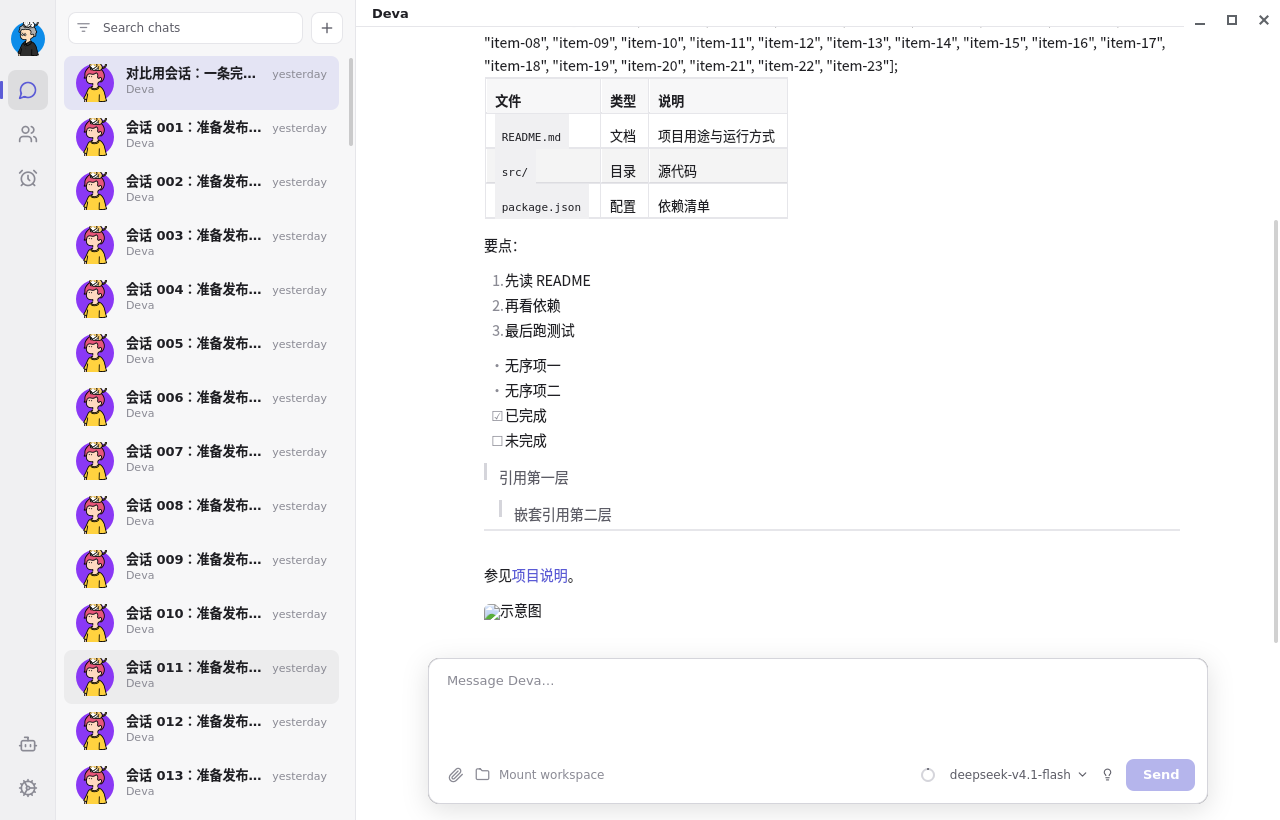 Search chats
对比用会话：一条完... yesterday
Deva
会话 001：准备发布... yesterday
Deva
会话 002：准备发布... yesterday
Deva
会话 003：准备发布... yesterday
Deva
会话 004：准备发布... yesterday
Deva
会话 005：准备发布... yesterday
Deva
会话 006：准备发布... yesterday
Deva
会话 007：准备发布... yesterday
Deva
会话 008：准备发布... yesterday
Deva
会话 009：准备发布... yesterday
Deva
会话 010：准备发布... yesterday
Deva
会话 011：准备发布... yesterday
Deva
会话 012：准备发布... yesterday
Deva
会话 013：准备发布... yesterday
Deva
Deva
"item-08", "item-09", "item-10", "item-11", "item-12", "item-13", "item-14", "item-15", "item-16", "item-17",
"item-18", "item-19", "item-20", "item-21", "item-22", "item-23"];
文件 类型 说明
README.md 文档 项目用途与运行方式
src/ 目录 源代码
package.json 配置 依赖清单
要点：
1. 先读 README
2. 再看依赖
3. 最后跑测试
• 无序项一
• 无序项二
☑ 已完成
☐ 未完成
引用第一层
嵌套引用第二层
参见项目说明。
示意图
Message Deva...
Mount workspace
deepseek-v4.1-flash
Send